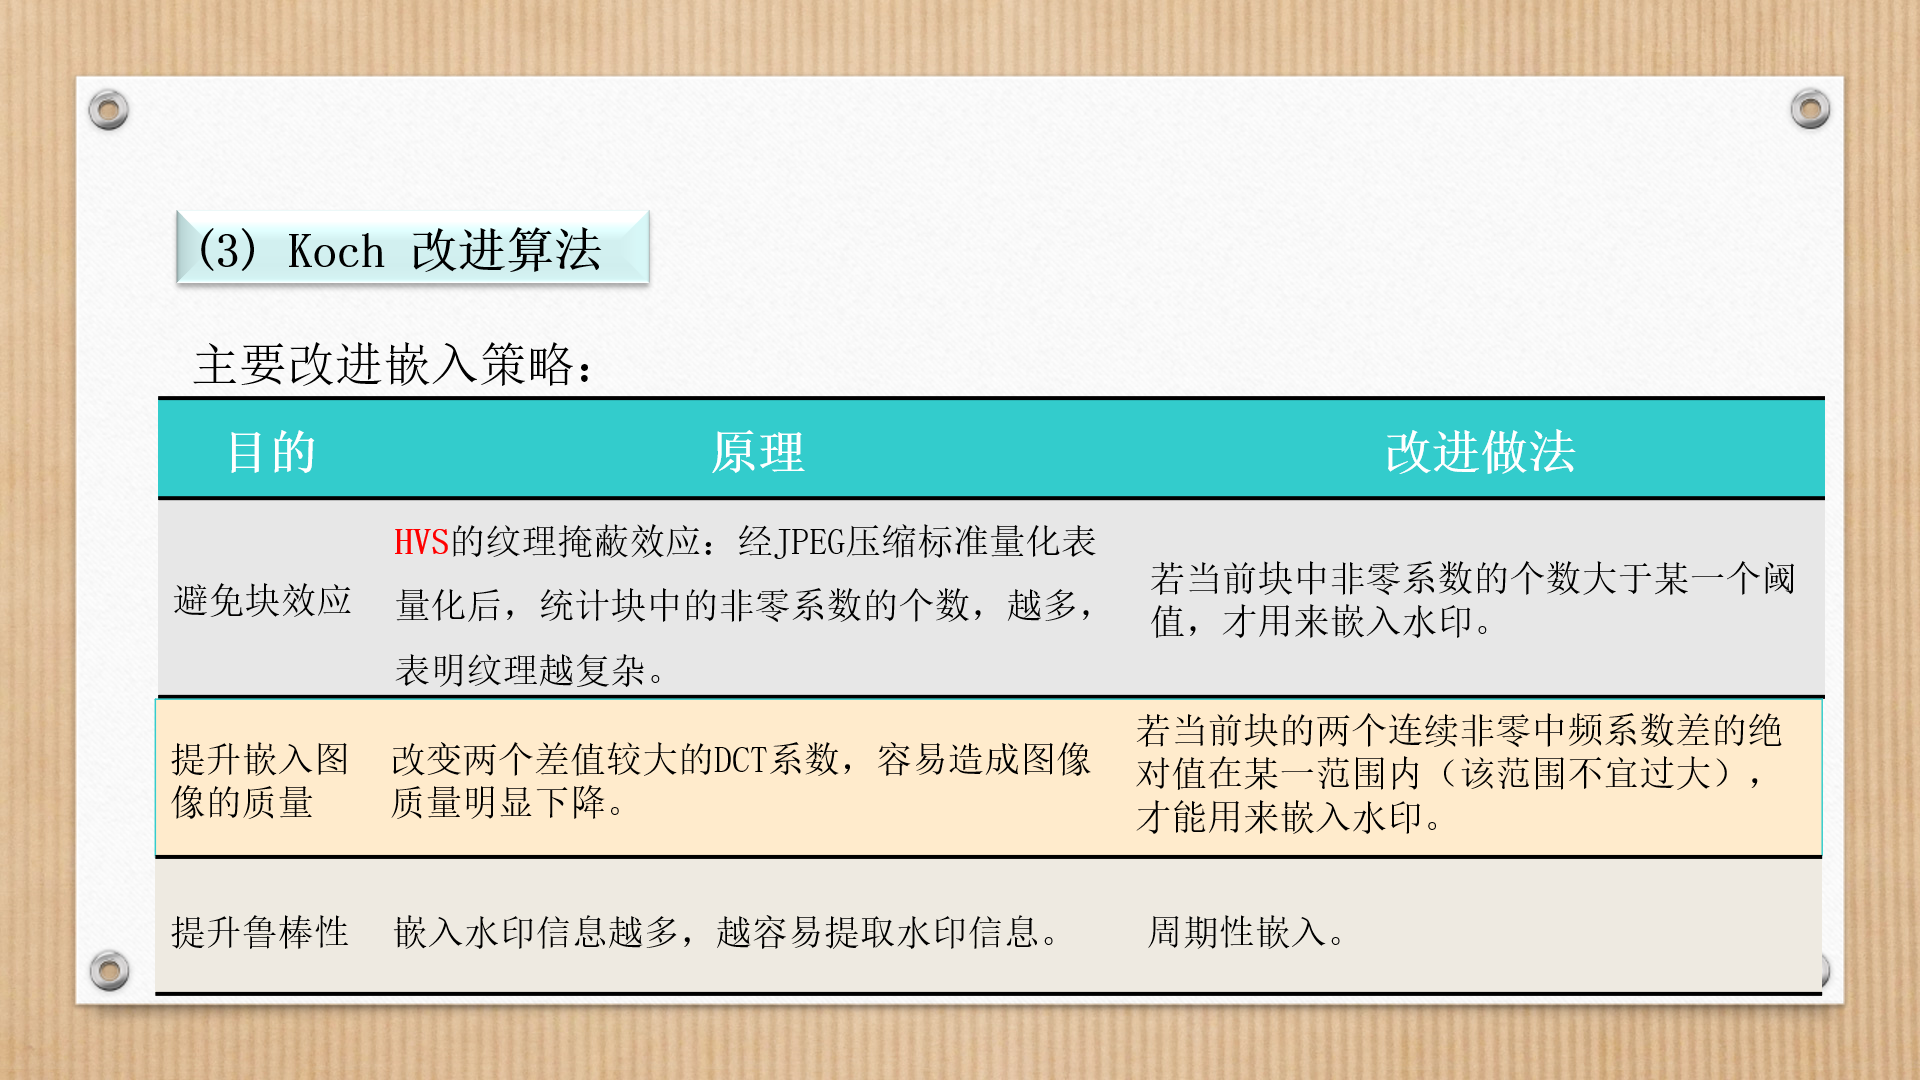 (3) Koch 改进算法
主要改进嵌入策略：
目的
原理
改进做法
避免块效应
HVS的纹理掩蔽效应：经JPEG压缩标准量化表
量化后，统计块中的非零系数的个数，越多，
表明纹理越复杂。
若当前块中非零系数的个数大于某一个阈
值，才用来嵌入水印。
提升嵌入图
像的质量
改变两个差值较大的DCT系数，容易造成图像
质量明显下降。
若当前块的两个连续非零中频系数差的绝
对值在某一范围内（该范围不宜过大），
才能用来嵌入水印。
提升鲁棒性
嵌入水印信息越多，越容易提取水印信息。
周期性嵌入。